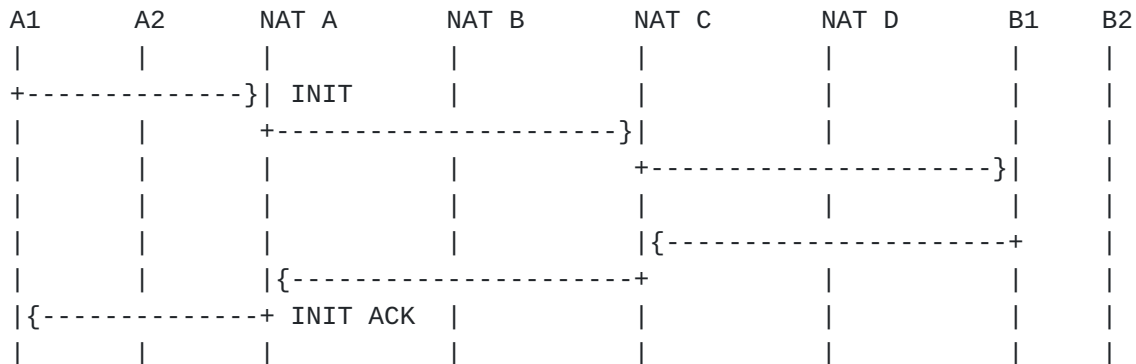 A1 A2 NAT A NAT B NAT C NAT D B1 B2
| | | | | | | |
+--------------}| INIT | | | | |
| | +----------------------}| | | |
| | | | +----------------------}| |
| | | | | | | |
| | | | |{----------------------+ |
| | |{----------------------+ | | |
|{--------------+ INIT ACK | | | | |
| | | | | | | |